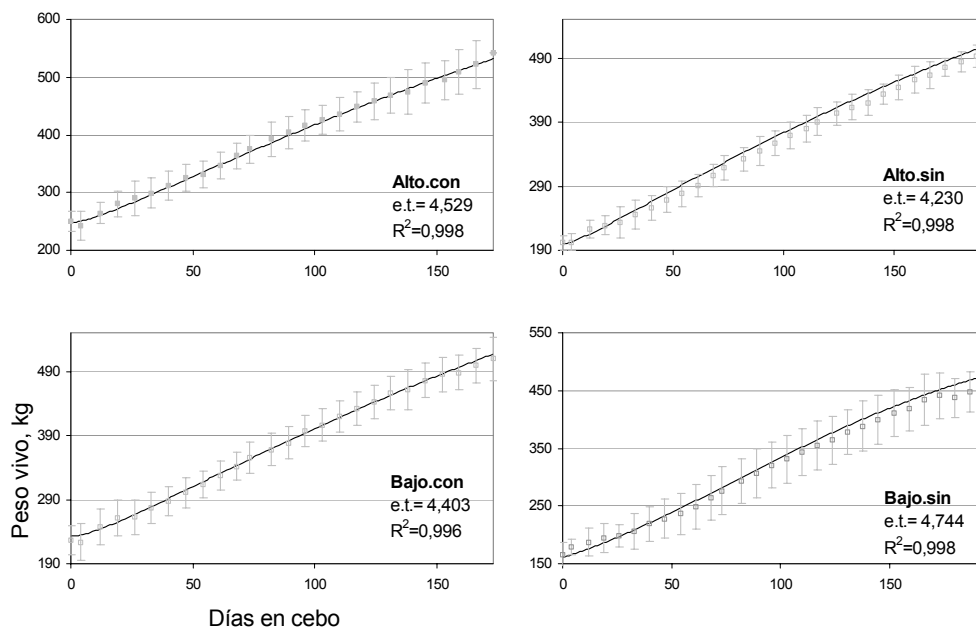 600
500
400
300
200
Alto.con
e.t.= 4,529
R²=0,998
0 50 100 150
490
390
290
190
Alto.sin
e.t.= 4,230
R²=0,998
0 50 100 150
Peso vivo, kg
490
390
290
190
Bajo.con
e.t.= 4,403
R²=0,996
0 50 100 150
550
450
350
250
150
Bajo.sin
e.t.= 4,744
R²=0,998
0 50 100 150
Días en cebo